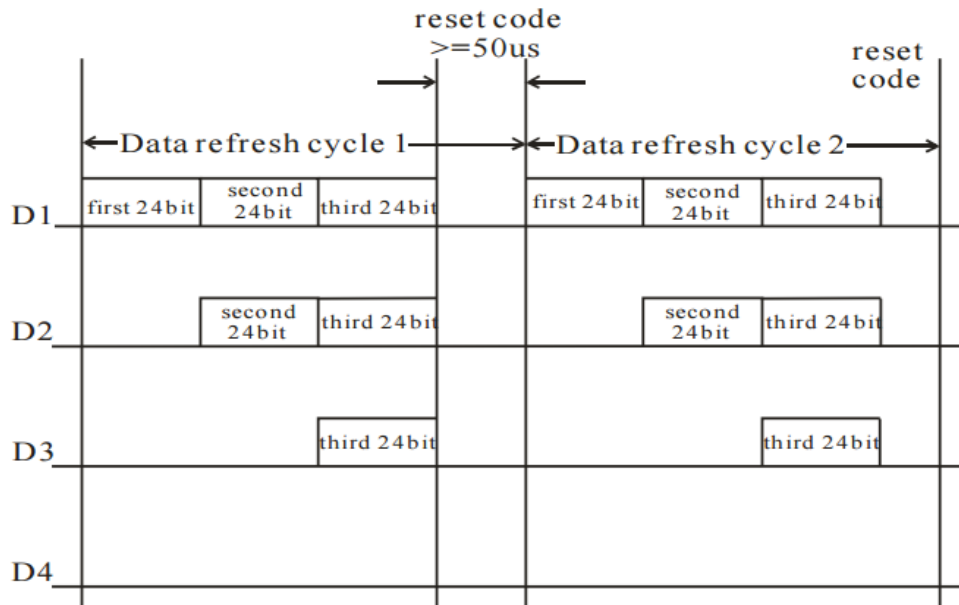 reset code
>=50us
reset
code
Data refresh cycle 1
Data refresh cycle 2
D1
first 24bit
second
24bit
third 24bit
first 24bit
second
24bit
third 24bit
D2
second
24bit
third 24bit
second
24bit
third 24bit
D3
third 24bit
third 24bit
D4